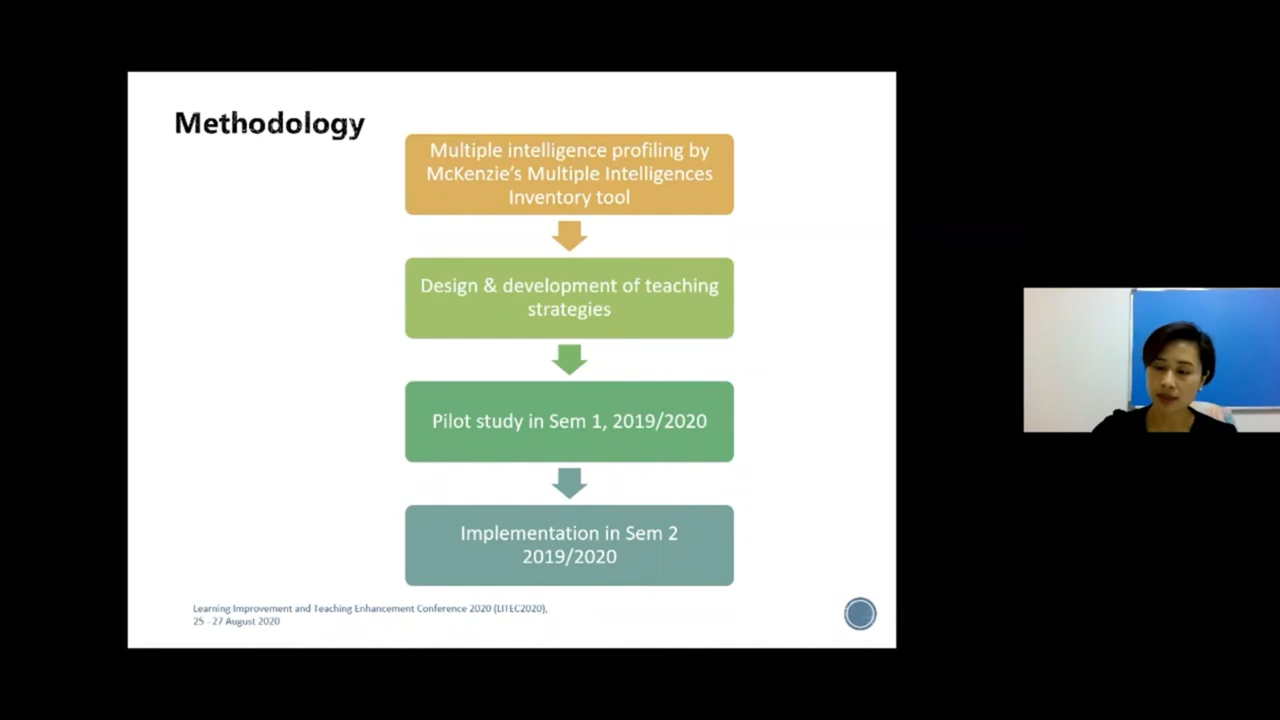 Methodology
Multiple intelligence profiling by
McKenzie's Multiple Intelligences
Inventory tool
Design & development of teaching
strategies
Pilot study in Sem 1, 2019/2020
Implementation in Sem 2
2019/2020
Learning Improvement and Teaching Enhancement Conference 2020 (LITEC2020),
25 - 27 August 2020